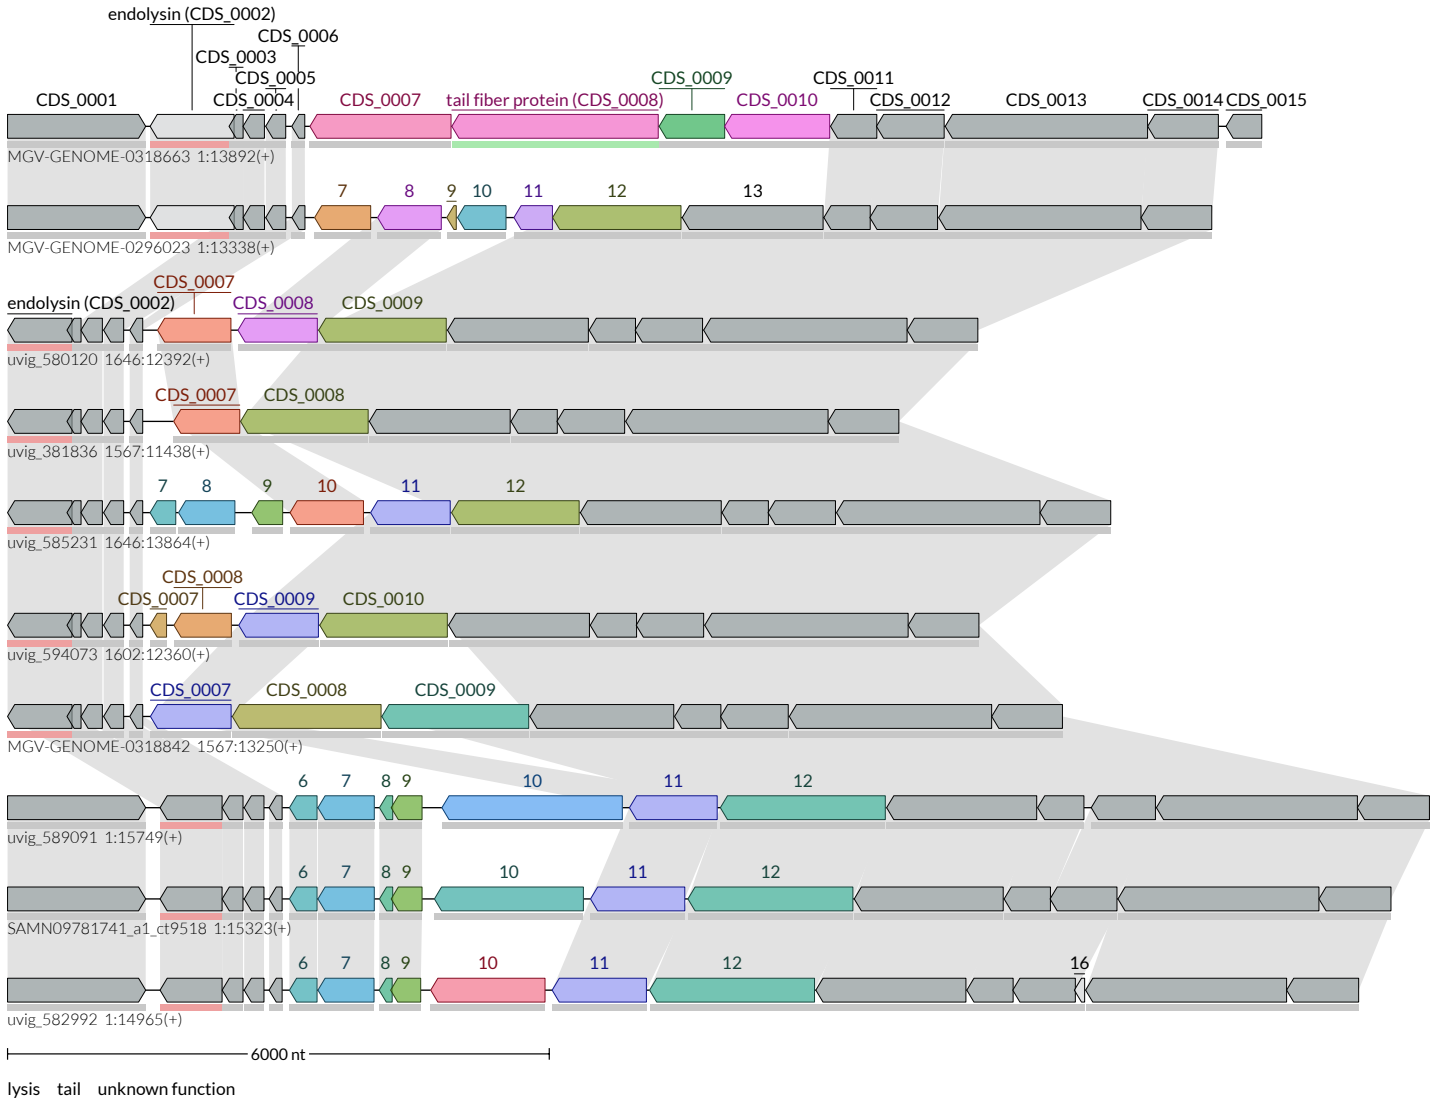 endolysin (CDS_0002)
CDS_0006
CDS_0003
CDS_0005
CDS_0009 CDS_0011
CDS_0001 CDS_0004 CDS_0007 tail fiber protein (CDS_0008) CDS_0010 CDS_0012 CDS_0013 CDS_0014 CDS_0015
MGV-GENOME-0318663 1:13892(+)
7 8 9 10 11 12 13
MGV-GENOME-0296023 1:13338(+)
CDS_0007
endolysin (CDS_0002) CDS_0008 CDS_0009
uvig_580120 1646:12392(+)
CDS_0007 CDS_0008
uvig_381836 1567:11438(+)
7 8 9 10 11 12
uvig_585231 1646:13864(+)
CDS_0008
CDS_0007 CDS_0009 CDS_0010
uvig_594073 1602:12360(+)
CDS_0007 CDS_0008 CDS_0009
MGV-GENOME-0318842 1567:13250(+)
6 7 8 9 10 11 12
uvig_589091 1:15749(+)
6 7 8 9 10 11 12
SAMN09781741_a1_ct9518 1:15323(+)
6 7 8 9 10 11 12 16
uvig_582992 1:14965(+)
6000 nt
lysis tail unknown function